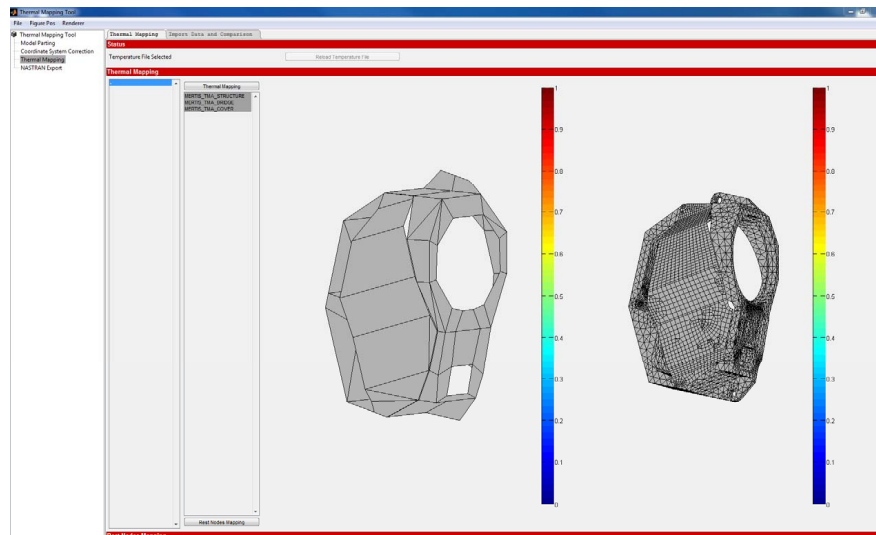 Thermal Mapping Tool
File Figure Pos Renderer
Thermal Mapping Tool
Model Parting
Coordinate System Correction
Thermal Mapping
NASTRAN Export
Thermal Mapping Import Data and Comparison
Status
Temperature File Selected
Reload Temperature File
Thermal Mapping
Thermal Mapping
MERTIS_TMA_STRUCTURE
MERTIS_TMA_BRIDGE
MERTIS_TMA_COVER
1
0.9
0.8
0.7
0.6
0.5
0.4
0.3
0.2
0.1
0
1
0.9
0.8
0.7
0.6
0.5
0.4
0.3
0.2
0.1
0
Rest Nodes Mapping
Rest Nodes Mapping